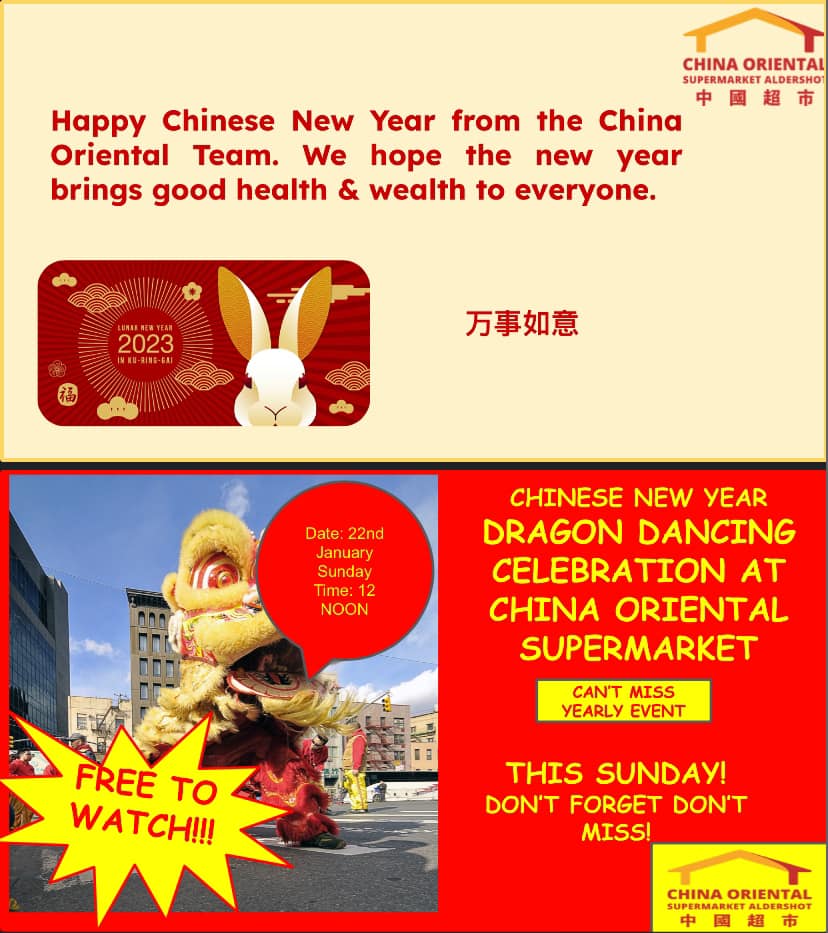 CHINA ORIENTAL
SUPERMARKET ALDERSHOT
中國超市
Happy Chinese New Year from the China
Oriental Team. We hope the new year
brings good health & wealth to everyone.
LUNAR NEW YEAR
2023
IN KU-RING-GAI
福
万事如意
Date: 22nd
January
Sunday
Time: 12
NOON
FREE TO
WATCH!!!
CHINESE NEW YEAR
DRAGON DANCING
CELEBRATION AT
CHINA ORIENTAL
SUPERMARKET
CAN'T MISS
YEARLY EVENT
THIS SUNDAY!
DON'T FORGET DON'T
MISS!
CHINA ORIENTAL
SUPERMARKET ALDERSHOT
中國超市